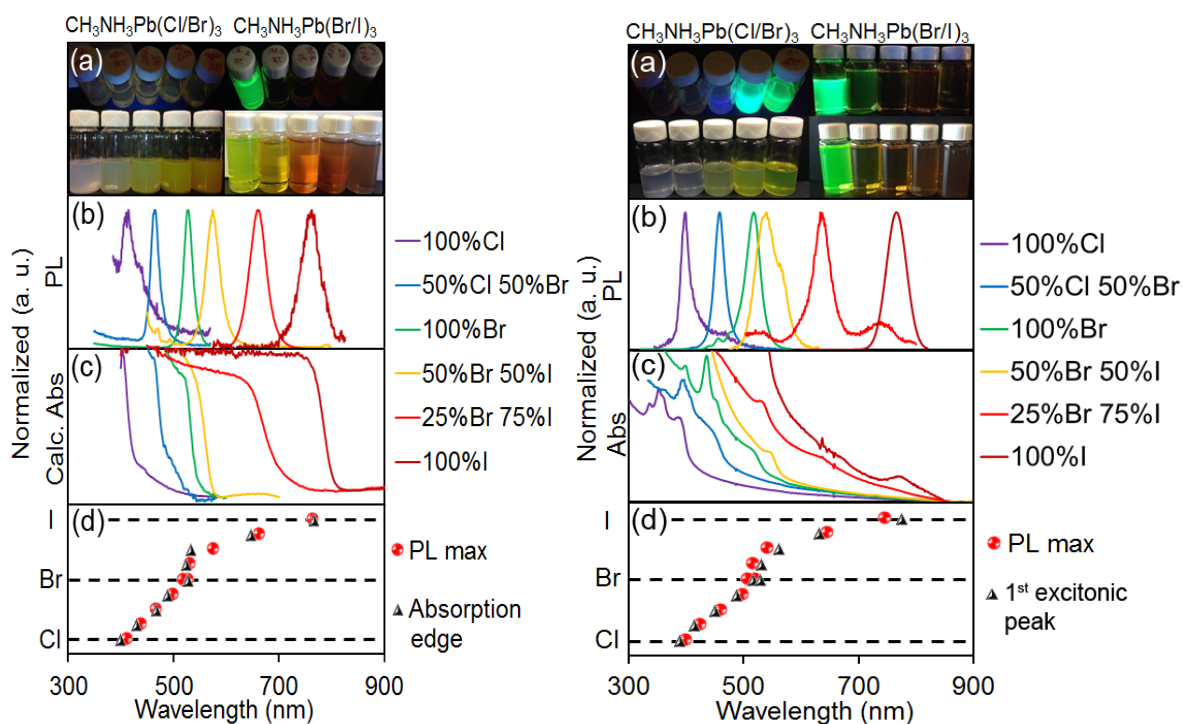 CH₃NH₃Pb(Cl/Br)₃ CH₃NH₃Pb(Br/I)₃
(a)
(b)
Normalized (a. u.)
PL
100%Cl
50%Cl 50%Br
100%Br
50%Br 50%I
25%Br 75%I
100%I
(c)
Calc. Abs
(d)
I
Br
Cl
PL max
Absorption
edge
300 500 700 900
Wavelength (nm)
CH₃NH₃Pb(Cl/Br)₃ CH₃NH₃Pb(Br/I)₃
(a)
(b)
Normalized (a. u.)
PL
100%Cl
50%Cl 50%Br
100%Br
50%Br 50%I
25%Br 75%I
100%I
(c)
Abs
(d)
I
Br
Cl
PL max
1ˢᵗ excitonic
peak
300 500 700 900
Wavelength (nm)